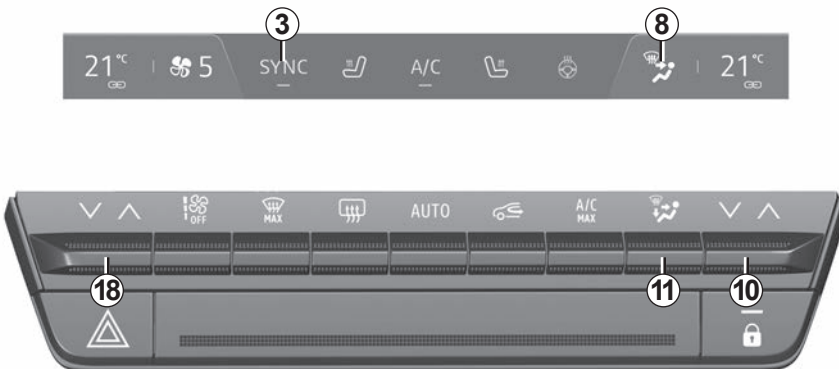 3 8
21°C 5 SYNC A/C 21°C
OFF MAX AUTO A/C MAX
18 11 10